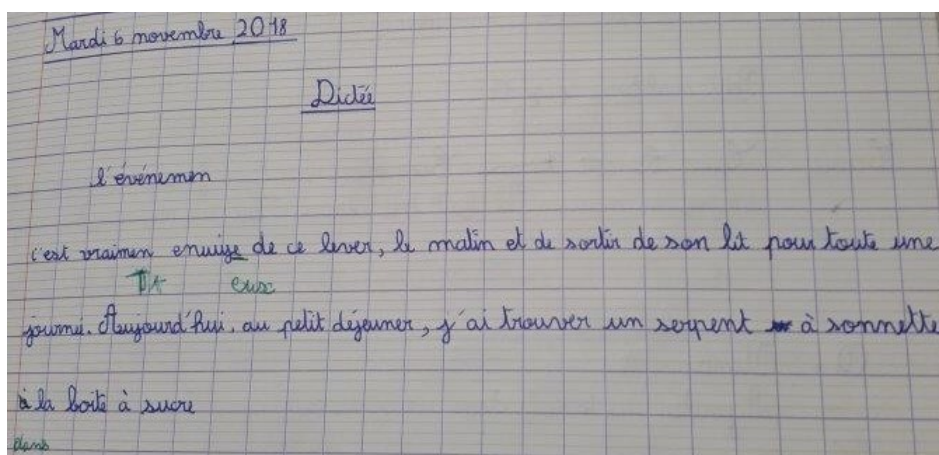 Mardi 6 novembre 2018
Dictée
l'événemen
c'est vraimen enuige de ce lever, le matin et de sortir de son lit pour toute une
TA eux
journé. Aujourd'hui, au petit déjeuner, j'ai trouver un serpent à sonnette
à la boite à sucre
dans